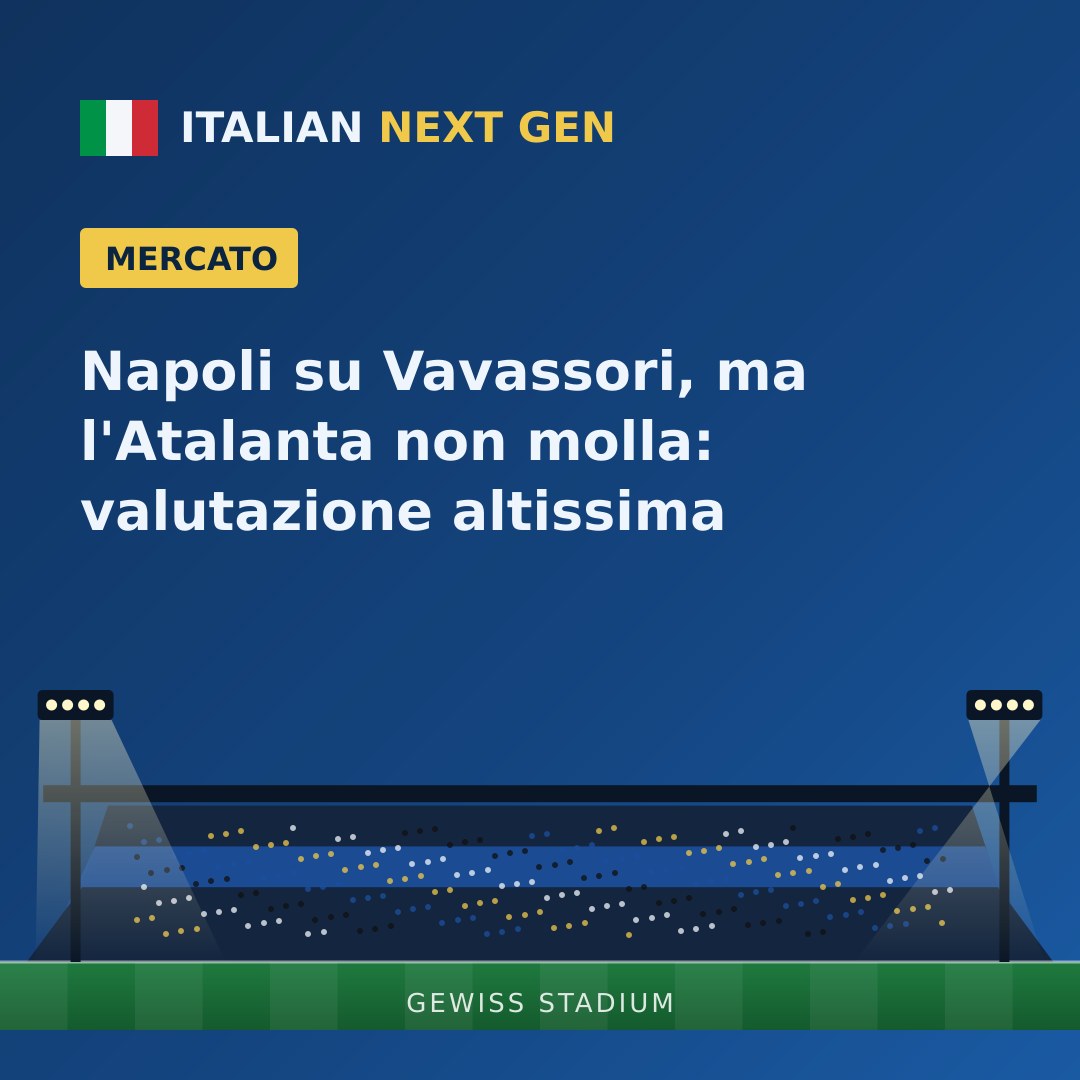 ITALIAN NEXT GEN
MERCATO
Napoli su Vavassori, ma
l'Atalanta non molla:
valutazione altissima
GEWISS STADIUM